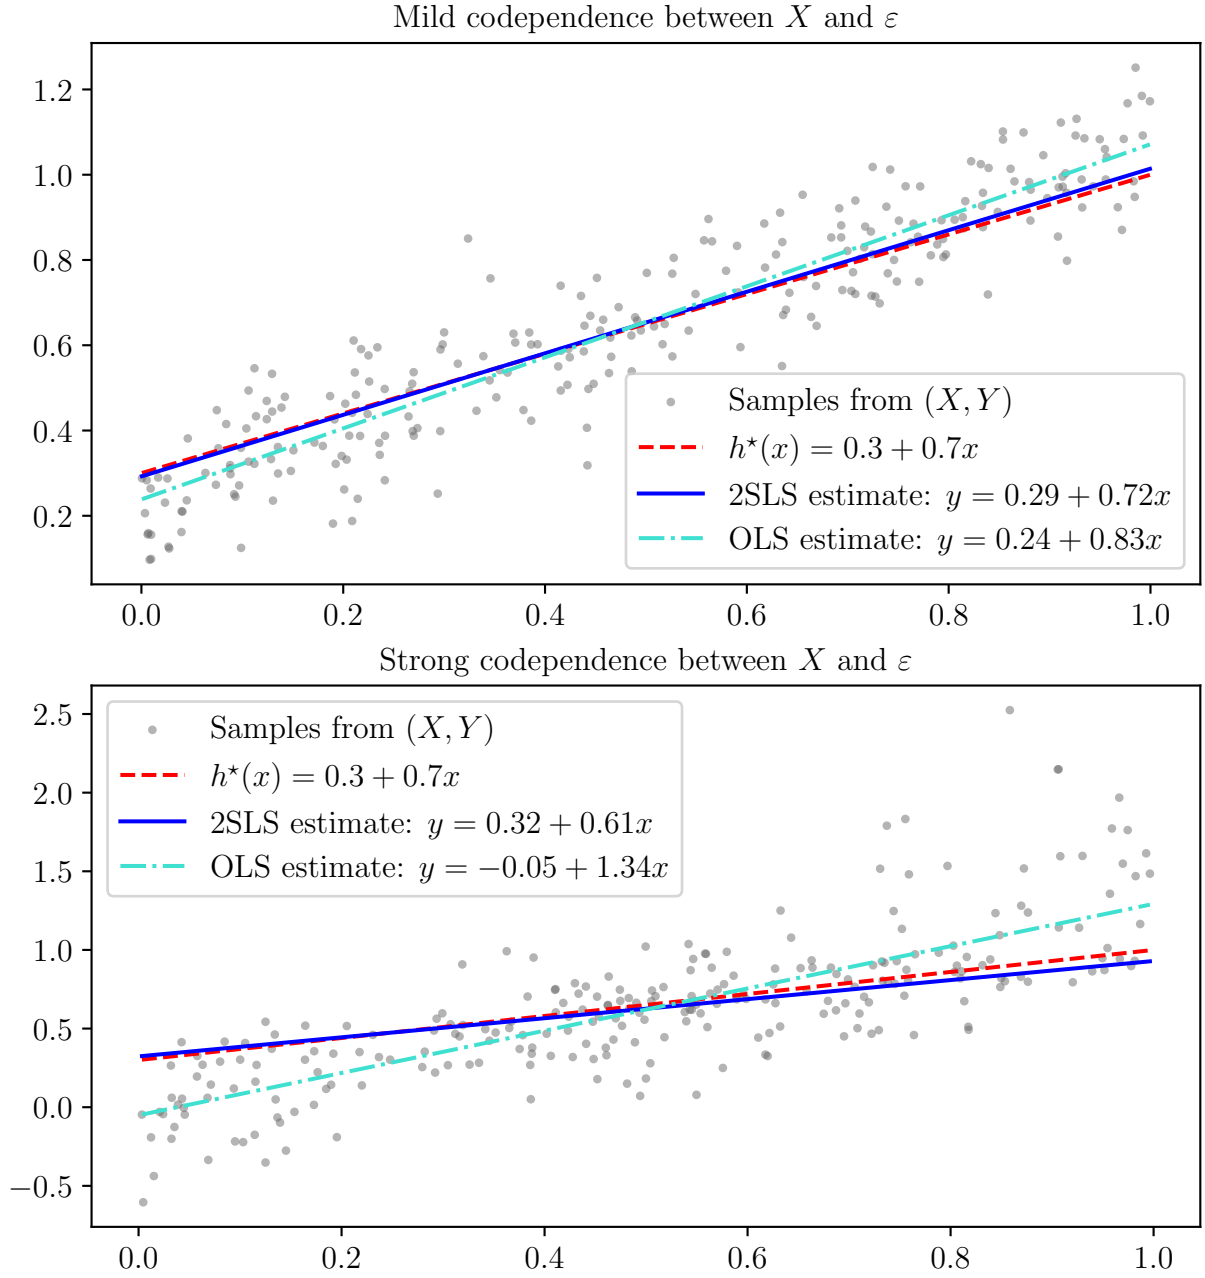 Mild codependence between X and ε
1.2
1.0
0.8
0.6
0.4
0.2
Samples from (X, Y)
h⋆(x) = 0.3 + 0.7x
2SLS estimate: y = 0.29 + 0.72x
OLS estimate: y = 0.24 + 0.83x
0.0 0.2 0.4 0.6 0.8 1.0
Strong codependence between X and ε
2.5
2.0
1.5
1.0
0.5
0.0
−0.5
Samples from (X, Y)
h⋆(x) = 0.3 + 0.7x
2SLS estimate: y = 0.32 + 0.61x
OLS estimate: y = −0.05 + 1.34x
0.0 0.2 0.4 0.6 0.8 1.0